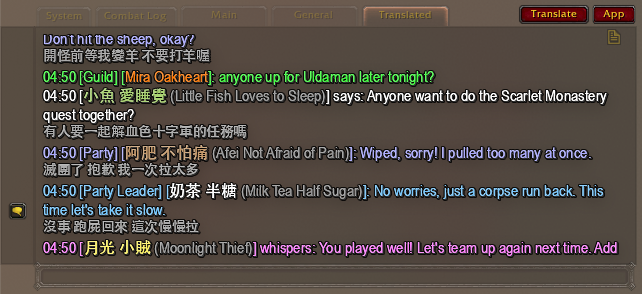 System Combat Log Main General Translated Translate App
Don't hit the sheep, okay?
開怪前等我變羊 不要打羊喔
04:50 [Guild] [Mira Oakheart]: anyone up for Uldaman later tonight?
04:50 [小魚 愛睡覺 (Little Fish Loves to Sleep)] says: Anyone want to do the Scarlet Monastery
quest together?
有人要一起解血色十字軍的任務嗎
04:50 [Party] [阿肥 不怕痛 (Afei Not Afraid of Pain)]: Wiped, sorry! I pulled too many at once.
滅團了 抱歉 我一次拉太多
04:50 [Party Leader] [奶茶 半糖 (Milk Tea Half Sugar)]: No worries, just a corpse run back. This
time let's take it slow.
沒事 跑屍回來 這次慢慢拉
04:50 [月光 小賊 (Moonlight Thief)] whispers: You played well! Let's team up again next time. Add